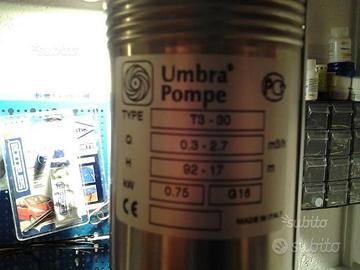 Umbra®
Pompe
TYPE T3 - 30
Q 0.3 - 2.7 m3/h
H 92 - 17 m
kW 0.75 G16
CE MADE IN ITALY
subito
subito